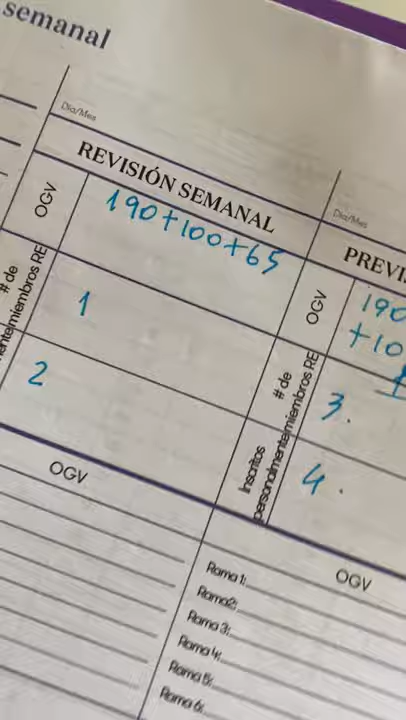 semanal
Día/Mes
REVISIÓN SEMANAL
OGV
190+100+65
# de
miembros RE
1
2
OGV
Día/Mes
PREVI
OGV
190
+10
# de
miembros RE
3.
Inscritos
personalmente
4.
OGV
Rama 1:
Rama2:
Rama 3:
Rama 4:
Rama 5:
Rama 6: